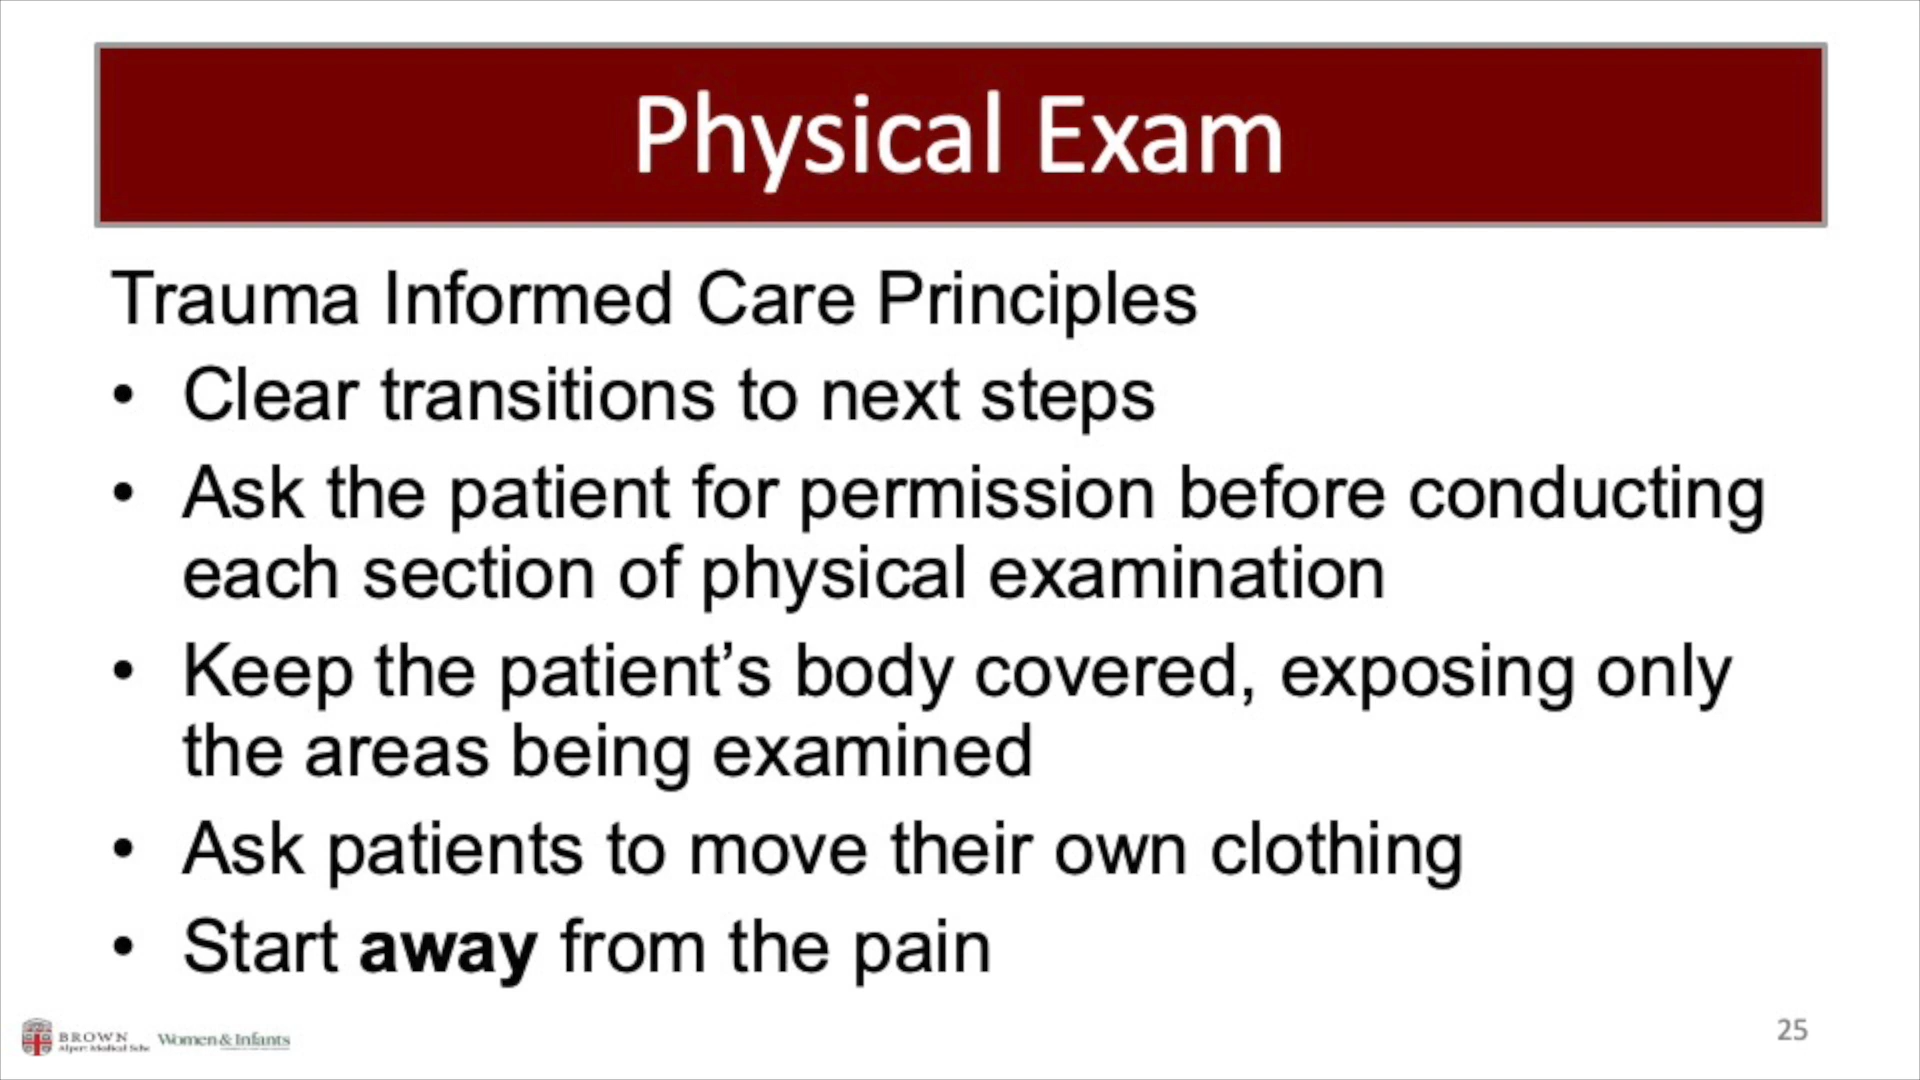 Physical Exam
Trauma Informed Care Principles
• Clear transitions to next steps
• Ask the patient for permission before conducting
each section of physical examination
• Keep the patient’s body covered, exposing only
the areas being examined
• Ask patients to move their own clothing
• Start away from the pain
BROWN
Alpert Medical
Women & Infants
25